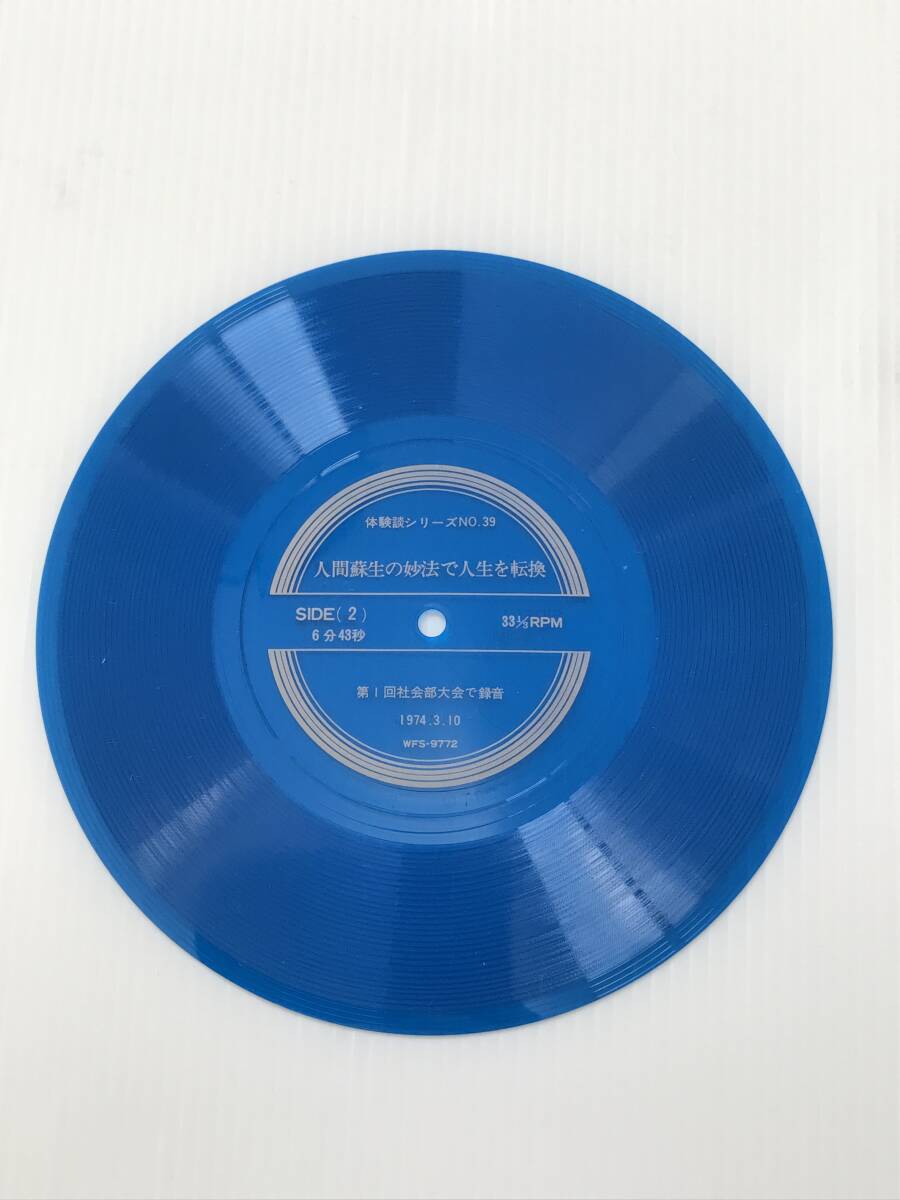 体験談シリーズNO.39
人間蘇生の妙法で人生を転換
SIDE(2)
6分43秒
33⅓RPM
第1回社会部大会で録音
1974.3.10
WFS-9772